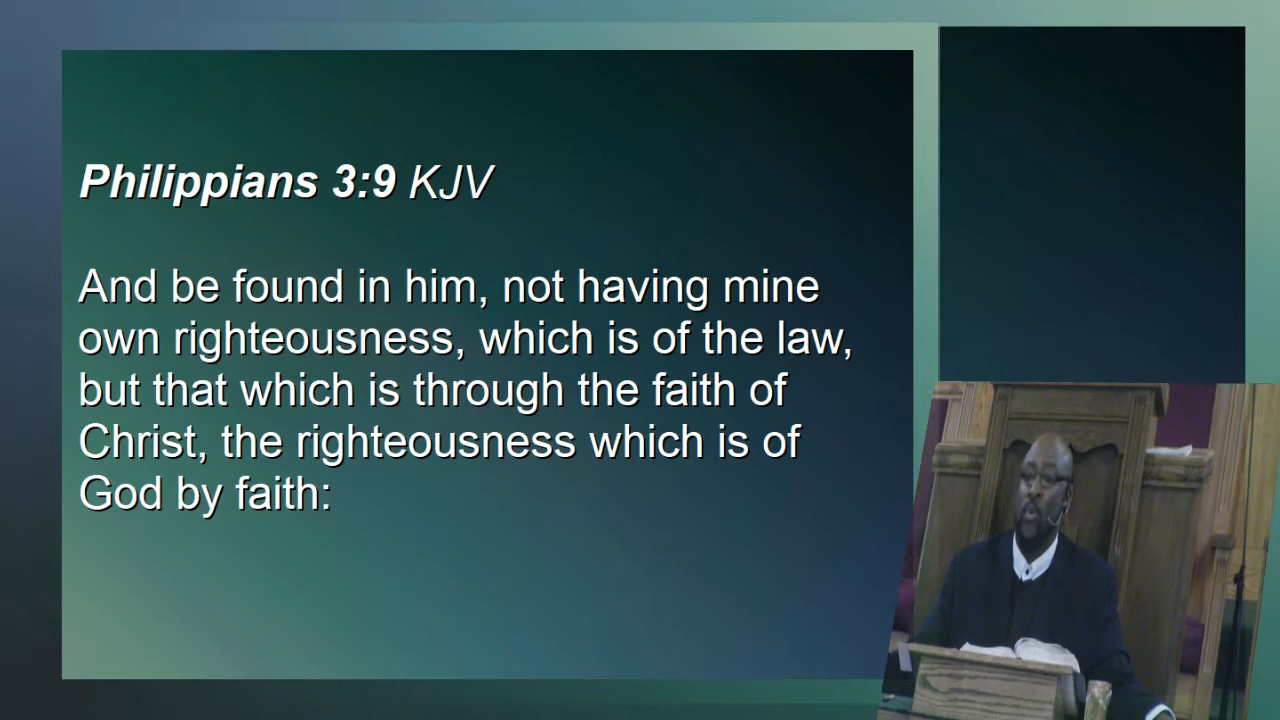 Philippians 3:9 KJV
And be found in him, not having mine
own righteousness, which is of the law,
but that which is through the faith of
Christ, the righteousness which is of
God by faith: